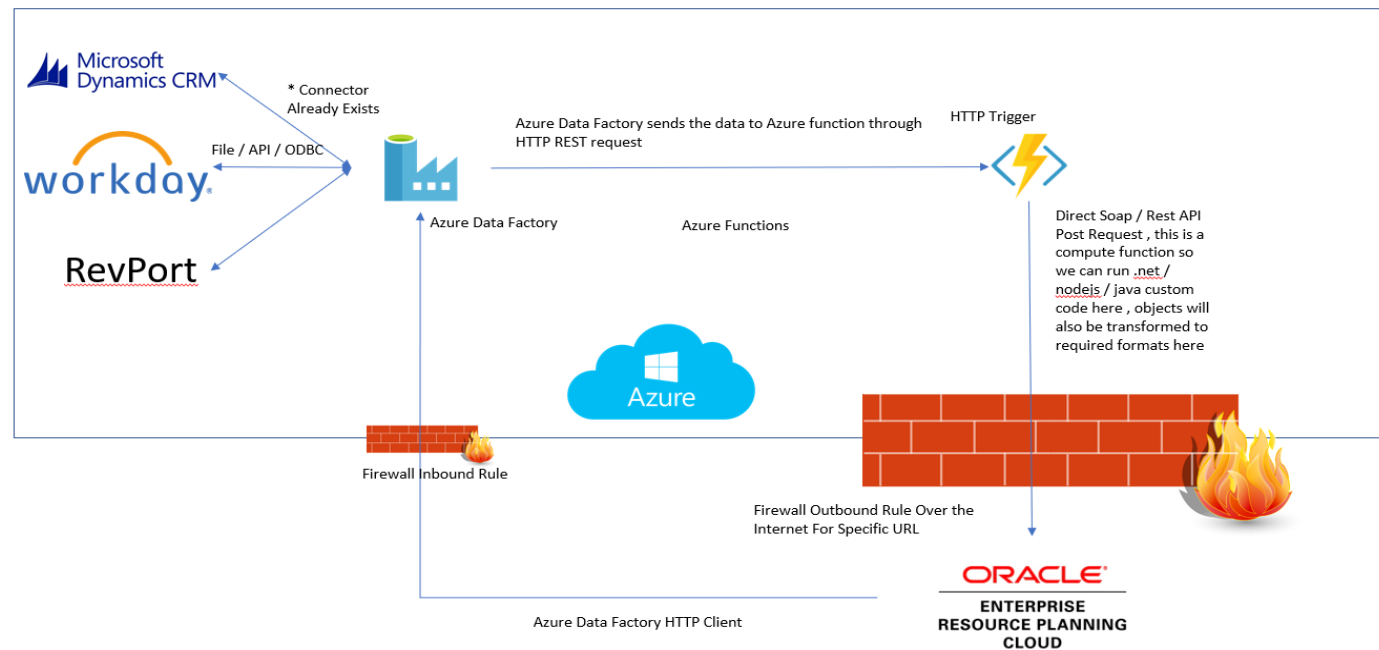 Microsoft
Dynamics CRM
* Connector
Already Exists
workday.
File / API / ODBC
RevPort
Azure Data Factory
Azure Data Factory sends the data to Azure function through
HTTP REST request
Azure Functions
HTTP Trigger
Direct Soap / Rest API
Post Request , this is a
compute function so
we can run .net /
nodejs / java custom
code here , objects will
also be transformed to
required formats here
Azure
Firewall Inbound Rule
Firewall Outbound Rule Over the
Internet For Specific URL
Azure Data Factory HTTP Client
ORACLE®
ENTERPRISE
RESOURCE PLANNING
CLOUD